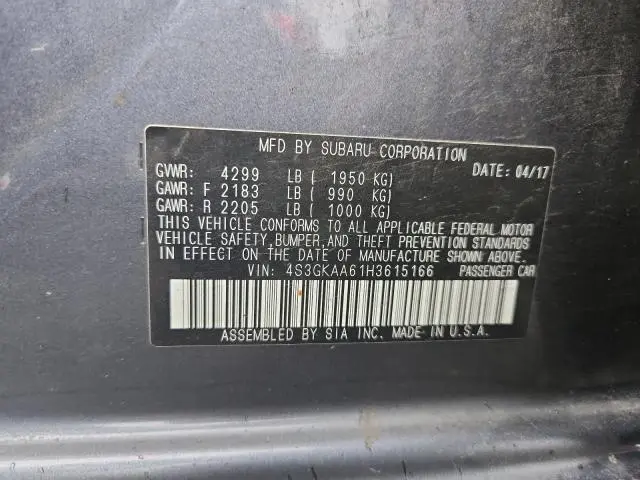 MFD BY SUBARU CORPORATION
GVWR: 4299 LB ( 1950 KG) DATE: 04/17
GAWR: F 2183 LB ( 990 KG)
GAWR: R 2205 LB ( 1000 KG)
THIS VEHICLE CONFORMS TO ALL APPLICABLE FEDERAL MOTOR
VEHICLE SAFETY, BUMPER, AND THEFT PREVENTION STANDARDS
IN EFFECT ON THE DATE OF MANUFACTURE SHOWN ABOVE.
VIN: 4S3GKAA61H3615166 PASSENGER CAR
ASSEMBLED BY SIA INC. MADE IN U.S.A.